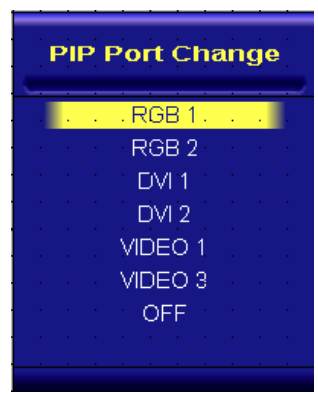 PIP Port Change
RGB 1
RGB 2
DVI 1
DVI 2
VIDEO 1
VIDEO 3
OFF